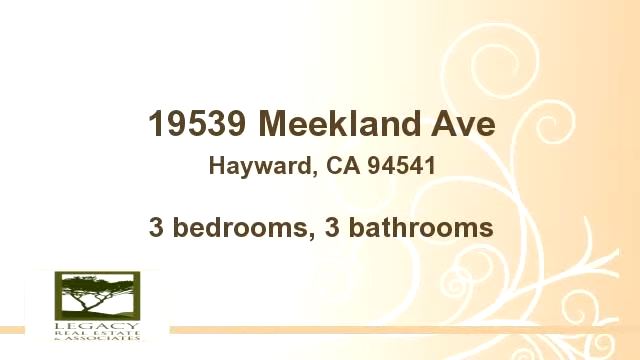 19539 Meekland Ave
Hayward, CA 94541
3 bedrooms, 3 bathrooms
LEGACY
REAL ESTATE
& ASSOCIATES